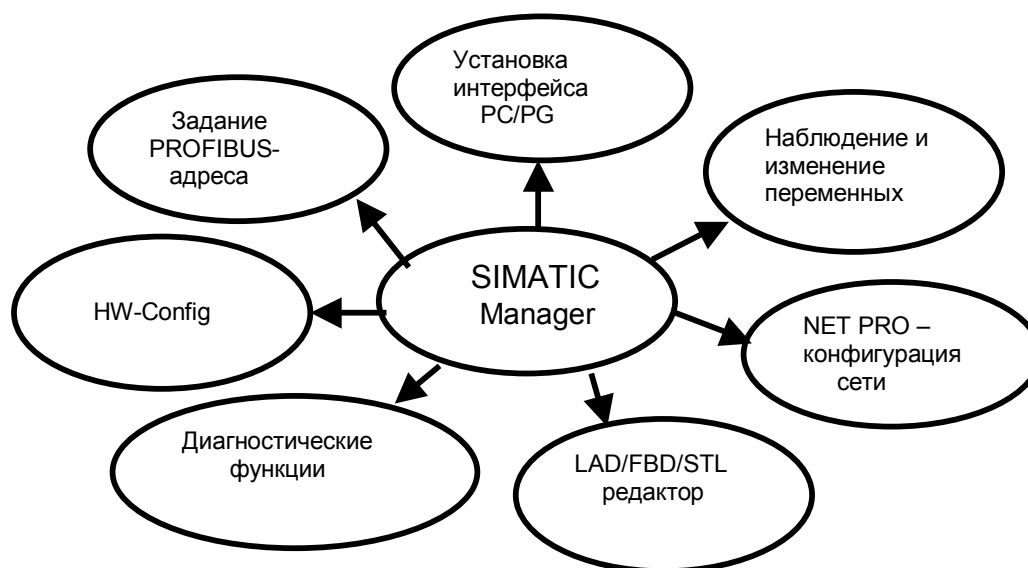 Установка
интерфейса
PC/PG
Задание
PROFIBUS-
адреса
Наблюдение и
изменение
переменных
SIMATIC
Manager
HW-Config
NET PRO –
конфигурация
сети
Диагностические
функции
LAD/FBD/STL
редактор